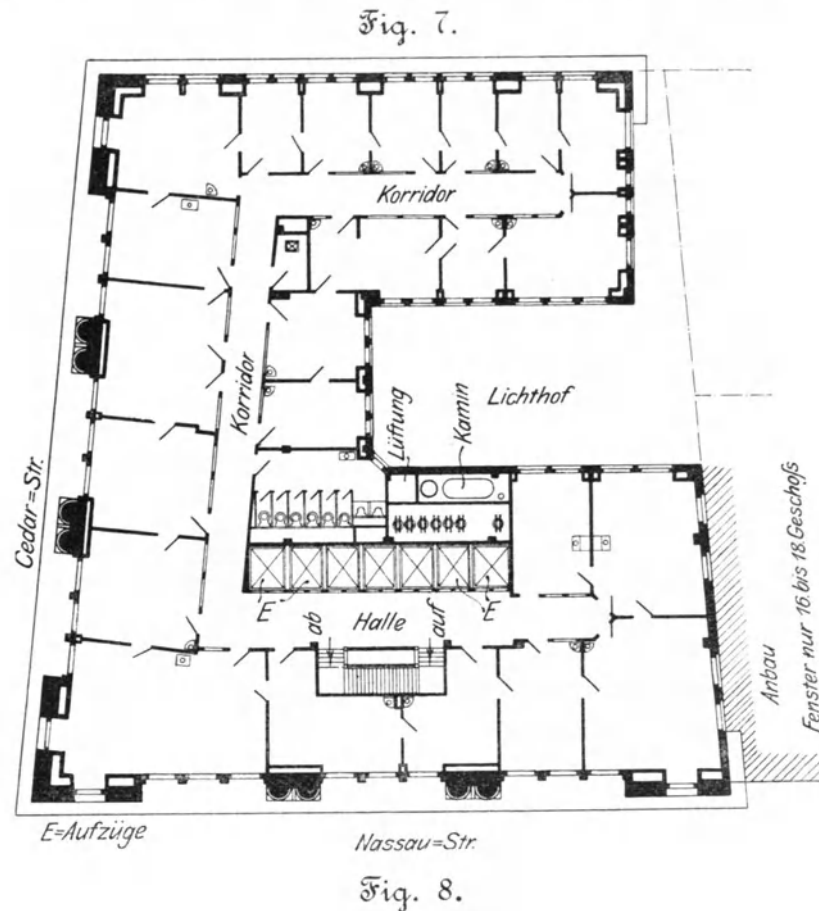 Fig. 7.
Korridor
Korridor
Lichthof
Lüftung
Kamin
Cedar=Str.
E
E
Halle
ab
auf
Anbau
Fenster nur 16. bis 18. Geschoß
E=Aufzüge
Nassau=Str.
Fig. 8.